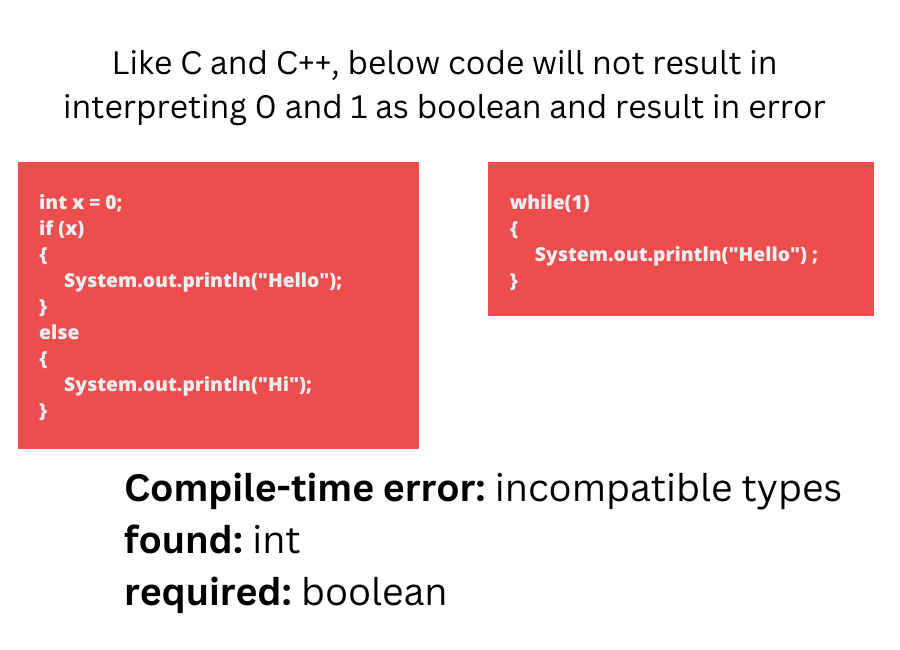 Like C and C++, below code will not result in
interpreting 0 and 1 as boolean and result in error
int x = 0;
if (x)
{
System.out.println("Hello");
}
else
{
System.out.println("Hi");
}
while(1)
{
System.out.println("Hello") ;
}
Compile-time error: incompatible types
found: int
required: boolean